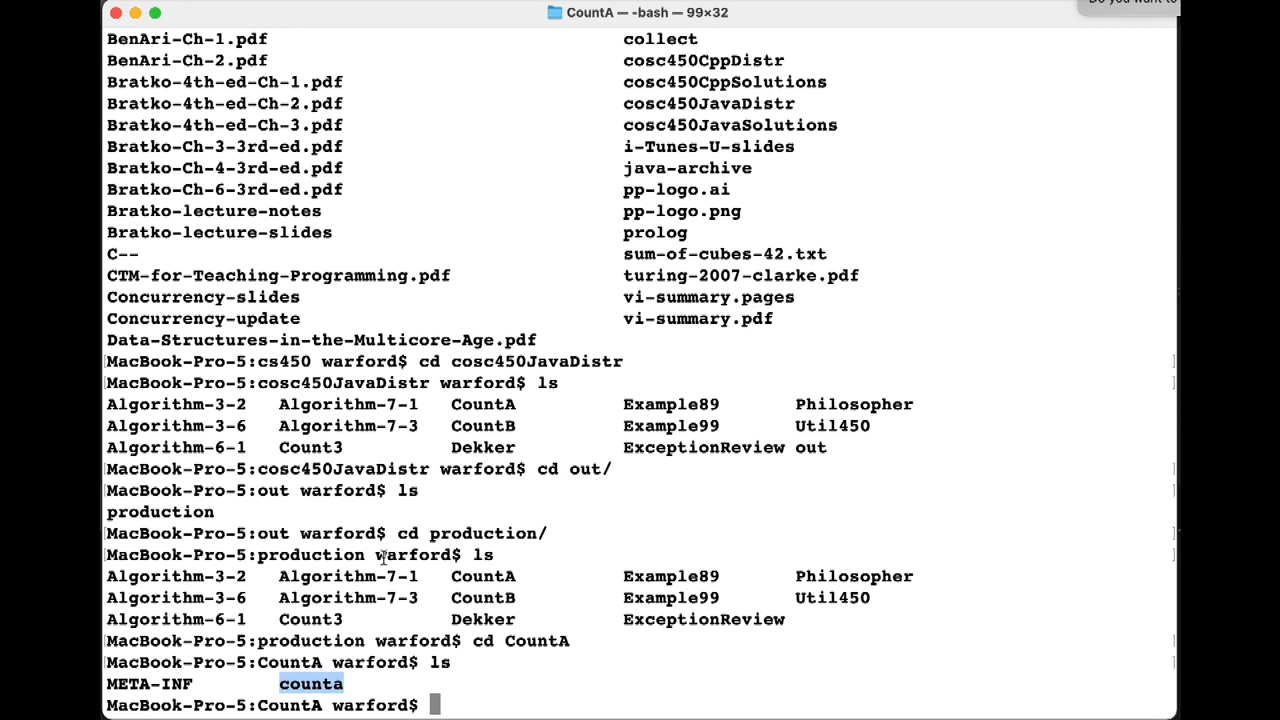 Do you want to
CountA — -bash — 99×32
BenAri-Ch-1.pdf collect
BenAri-Ch-2.pdf cosc450CppDistr
Bratko-4th-ed-Ch-1.pdf cosc450CppSolutions
Bratko-4th-ed-Ch-2.pdf cosc450JavaDistr
Bratko-4th-ed-Ch-3.pdf cosc450JavaSolutions
Bratko-Ch-3-3rd-ed.pdf i-Tunes-U-slides
Bratko-Ch-4-3rd-ed.pdf java-archive
Bratko-Ch-6-3rd-ed.pdf pp-logo.ai
Bratko-lecture-notes pp-logo.png
Bratko-lecture-slides prolog
C-- sum-of-cubes-42.txt
CTM-for-Teaching-Programming.pdf turing-2007-clarke.pdf
Concurrency-slides vi-summary.pages
Concurrency-update vi-summary.pdf
Data-Structures-in-the-Multicore-Age.pdf
MacBook-Pro-5:cs450 warford$ cd cosc450JavaDistr
MacBook-Pro-5:cosc450JavaDistr warford$ ls
Algorithm-3-2 Algorithm-7-1 CountA Example89 Philosopher
Algorithm-3-6 Algorithm-7-3 CountB Example99 Util450
Algorithm-6-1 Count3 Dekker ExceptionReview out
MacBook-Pro-5:cosc450JavaDistr warford$ cd out/
MacBook-Pro-5:out warford$ ls
production
MacBook-Pro-5:out warford$ cd production/
MacBook-Pro-5:production warford$ ls
Algorithm-3-2 Algorithm-7-1 CountA Example89 Philosopher
Algorithm-3-6 Algorithm-7-3 CountB Example99 Util450
Algorithm-6-1 Count3 Dekker ExceptionReview
MacBook-Pro-5:production warford$ cd CountA
MacBook-Pro-5:CountA warford$ ls
META-INF counta
MacBook-Pro-5:CountA warford$